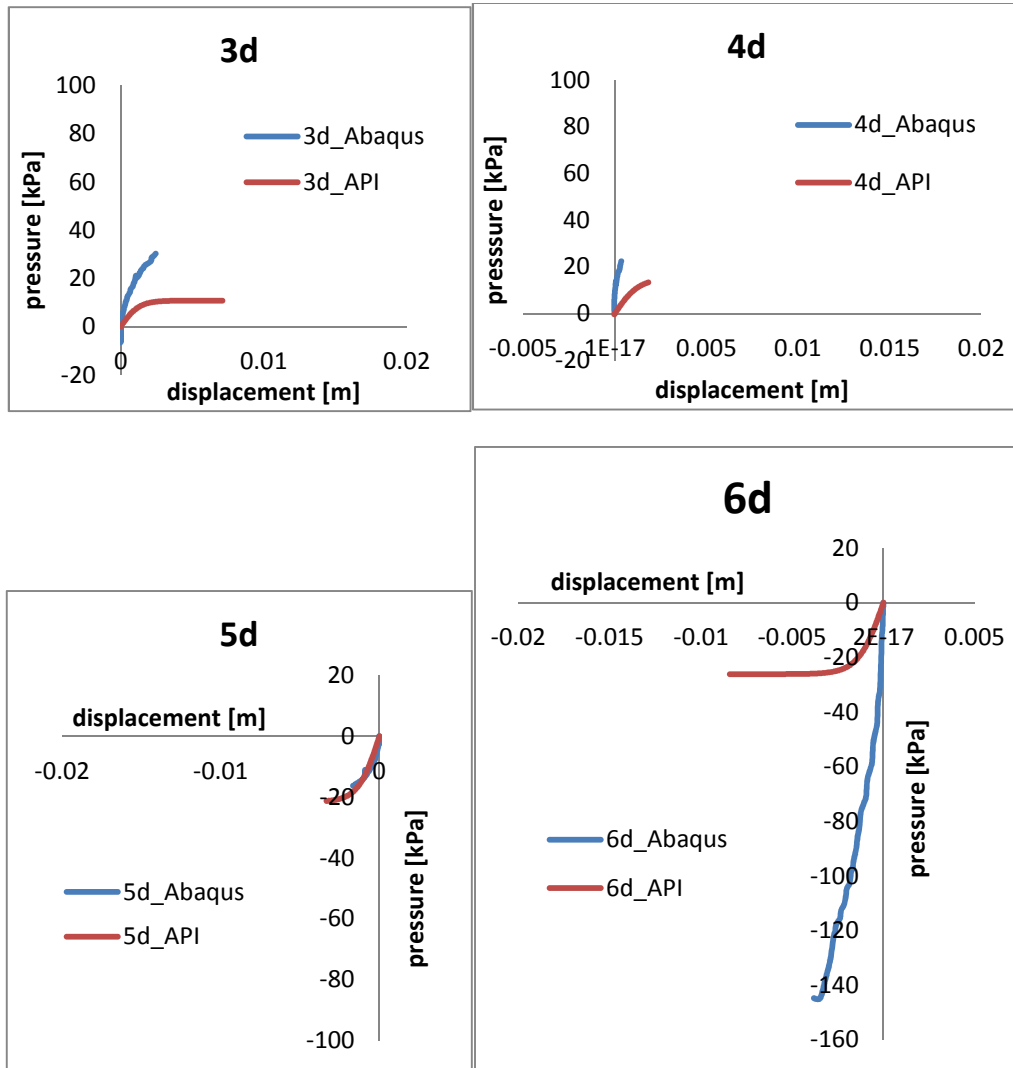 3d
100
80
60
40
20
0
-20
0
0.01
0.02
pressure [kPa]
displacement [m]
3d_Abaqus
3d_API
4d
100
80
60
40
20
0
-20
-0.005
1E-17
0.005
0.01
0.015
0.02
presssure [kPa]
displacement [m]
4d_Abaqus
4d_API
5d
20
0
-20
-40
-60
-80
-100
displacement [m]
-0.02
-0.01
0
pressure [kPa]
5d_Abaqus
5d_API
6d
20
0
-20
-40
-60
-80
-100
-120
-140
-160
displacement [m]
-0.02
-0.015
-0.01
-0.005
2E-17
0.005
pressure [kPa]
6d_Abaqus
6d_API